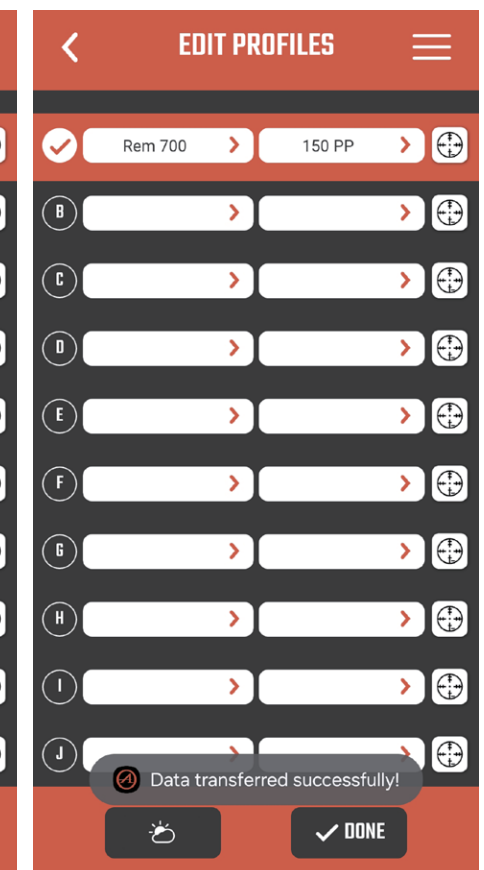 EDIT PROFILES
Rem 700 150 PP
B
C
D
E
F
G
H
I
J
Data transferred successfully!
DONE